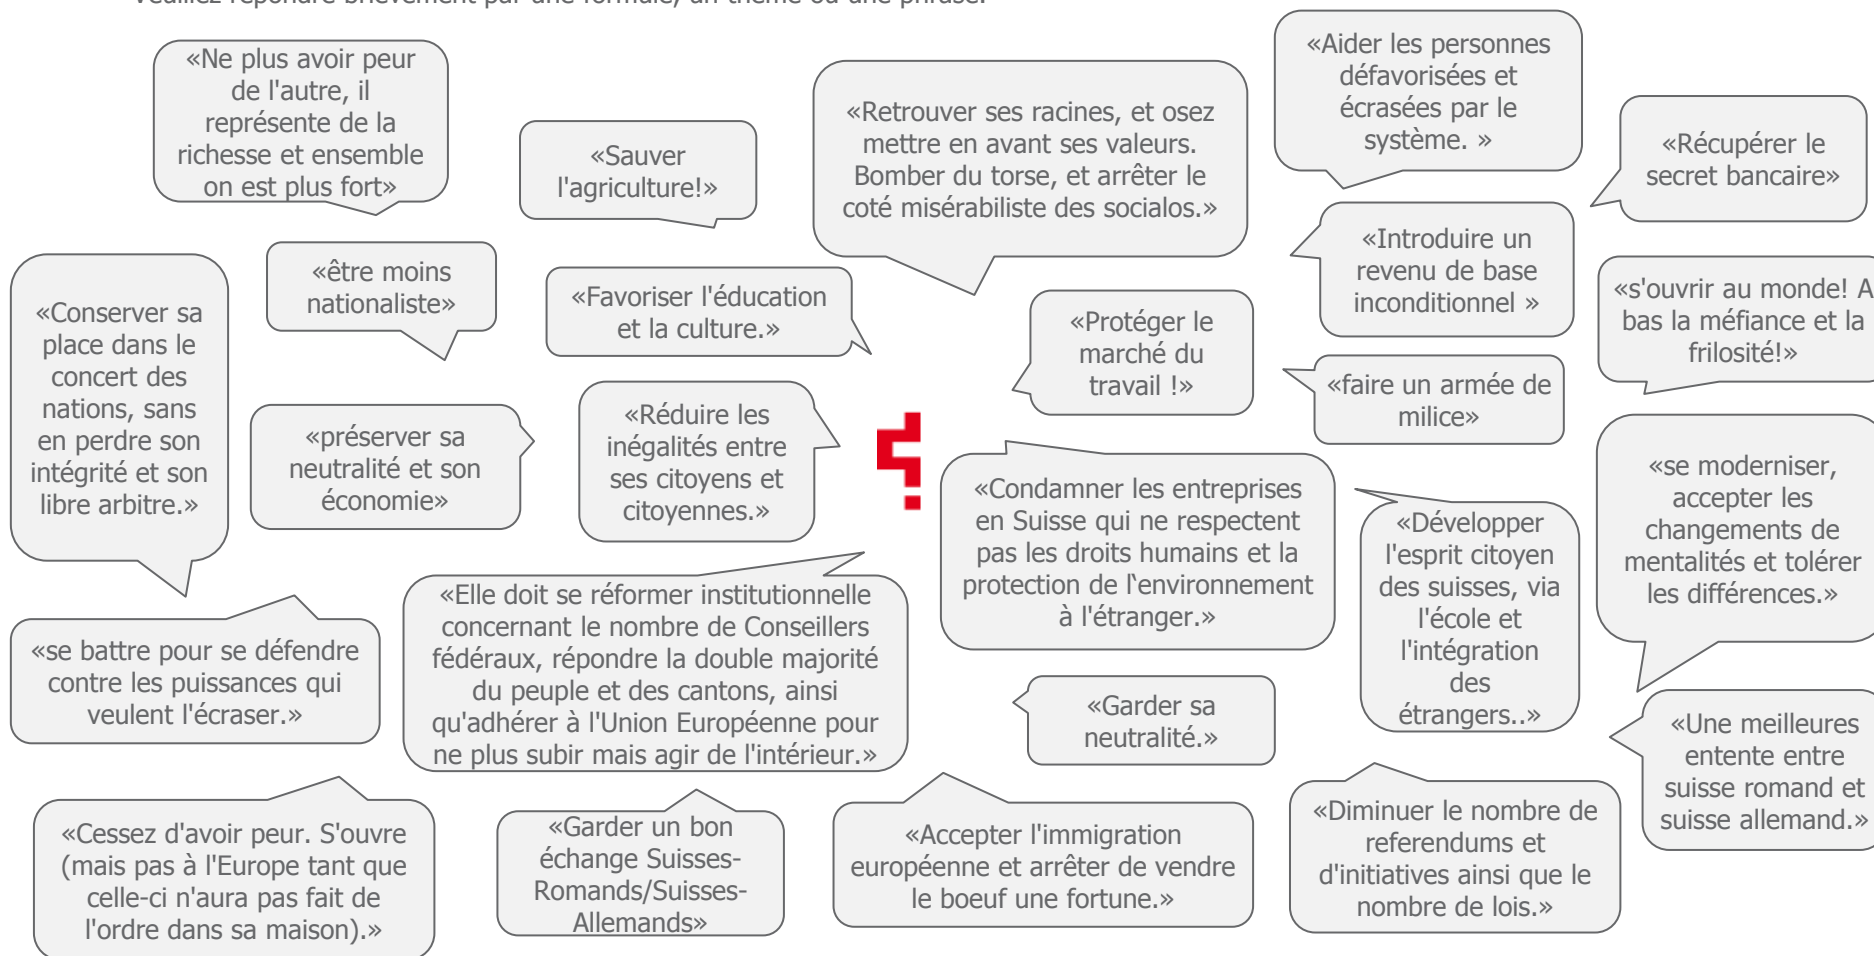 Veuillez répondre brièvement par une formule, un thème ou une phrase.
«Ne plus avoir peur
de l'autre, il
représente de la
richesse et ensemble
on est plus fort»
«Sauver
l'agriculture!»
«Retrouver ses racines, et osez
mettre en avant ses valeurs.
Bomber du torse, et arrêter le
coté misérabiliste des socialos.»
«Aider les personnes
défavorisées et
écrasées par le
système. »
«Récupérer le
secret bancaire»
«Conserver sa
place dans le
concert des
nations, sans
en perdre son
intégrité et son
libre arbitre.»
«être moins
nationaliste»
«Favoriser l'éducation
et la culture.»
«Protéger le
marché du
travail !»
«Introduire un
revenu de base
inconditionnel »
«s'ouvrir au monde! A
bas la méfiance et la
frilosité!»
«préserver sa
neutralité et son
économie»
«Réduire les
inégalités entre
ses citoyens et
citoyennes.»
«faire un armée de
milice»
«Condamner les entreprises
en Suisse qui ne respectent
pas les droits humains et la
protection de l‘environnement
à l'étranger.»
«Développer
l'esprit citoyen
des suisses, via
l'école et
l'intégration
des
étrangers..»
«se moderniser,
accepter les
changements de
mentalités et tolérer
les différences.»
«se battre pour se défendre
contre les puissances qui
veulent l'écraser.»
«Elle doit se réformer institutionnelle
concernant le nombre de Conseillers
fédéraux, répondre la double majorité
du peuple et des cantons, ainsi
qu'adhérer à l'Union Européenne pour
ne plus subir mais agir de l'intérieur.»
«Garder sa
neutralité.»
«Une meilleures
entente entre
suisse romand et
suisse allemand.»
«Cessez d'avoir peur. S'ouvre
(mais pas à l'Europe tant que
celle-ci n'aura pas fait de
l'ordre dans sa maison).»
«Garder un bon
échange Suisses-
Romands/Suisses-
Allemands»
«Accepter l'immigration
européenne et arrêter de vendre
le boeuf une fortune.»
«Diminuer le nombre de
referendums et
d'initiatives ainsi que le
nombre de lois.»